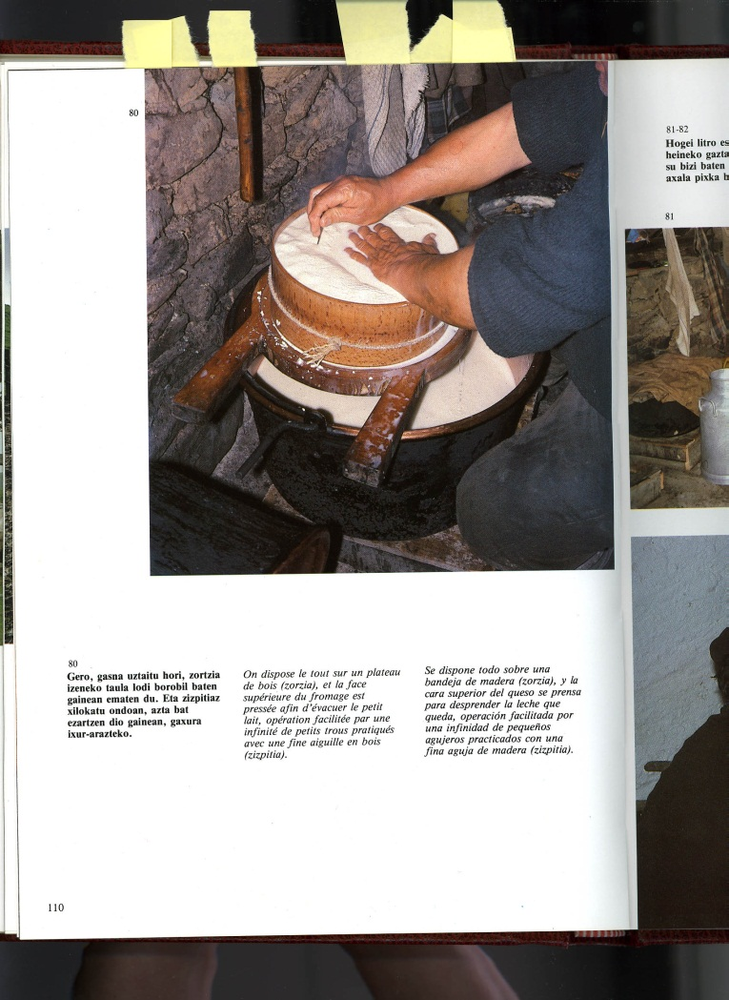 80
80
Gero, gasna uztaitu hori, zortzia
izeneko taula lodi borobil baten
gainean ematen du. Eta zizpitiaz
xilokatu ondoan, azta bat
ezartzen dio gainean, gaxura
ixur-arazteko.
On dispose le tout sur un plateau
de bois (zorzia), et la face
supérieure du fromage est
pressée afin d'évacuer le petit
lait, opération facilitée par une
infinité de petits trous pratiqués
avec une fine aiguille en bois
(zizpitia).
Se dispone todo sobre una
bandeja de madera (zorzia), y la
cara superior del queso se prensa
para desprender la leche que
queda, operación facilitada por
una infinidad de pequeños
agujeros practicados con una
fina aguja de madera (zizpitia).
110
81-82
Hogei litro
heineko
su bizi baten
axala pixka
81